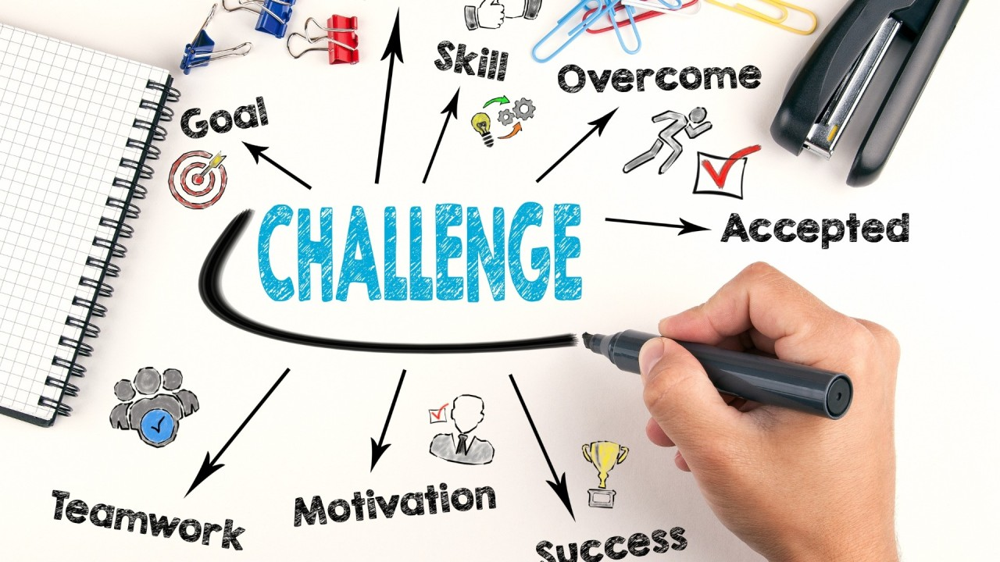 Skill
Overcome
Goal
CHALLENGE
Accepted
Teamwork
Motivation
Success